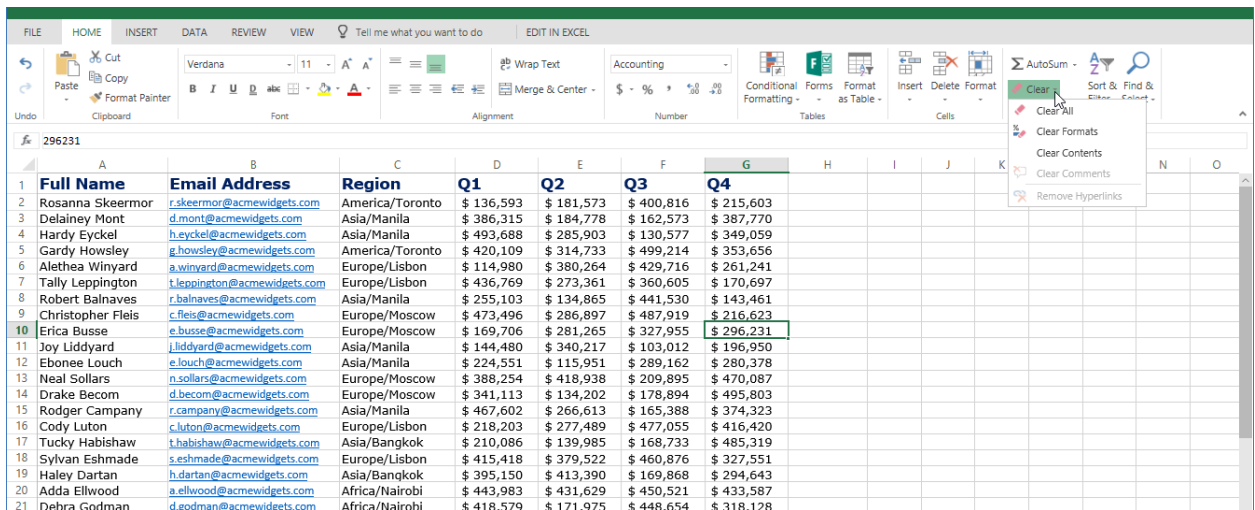 FILE HOME INSERT DATA REVIEW VIEW Tell me what you want to do EDIT IN EXCEL
Cut
Copy
Format Painter
Paste
Verdana 11 A A
B I U D abc A
ab Wrap Text
Merge & Center
Accounting
$ % , .00 .00
Conditional Formatting
Forms
Format as Table
Insert Delete Format
AutoSum
Clear
Sort & Find &
Filter Select
Undo Clipboard Font Alignment Number Tables Cells
Clear All
Clear Formats
Clear Contents
Clear Comments
Remove Hyperlinks
fx 296231
A B C D E F G H I J K N O
1 Full Name Email Address Region Q1 Q2 Q3 Q4
2 Rosanna Skeermor r.skeermor@acmewidgets.com America/Toronto $ 136,593 $ 181,573 $ 400,816 $ 215,603
3 Delainey Mont d.mont@acmewidgets.com Asia/Manila $ 386,315 $ 184,778 $ 162,573 $ 387,770
4 Hardy Eyckel h.eyckel@acmewidgets.com Asia/Manila $ 493,688 $ 285,903 $ 130,577 $ 349,059
5 Gardy Howsley g.howsley@acmewidgets.com America/Toronto $ 420,109 $ 314,733 $ 499,214 $ 353,656
6 Alethea Winyard a.winyard@acmewidgets.com Europe/Lisbon $ 114,980 $ 380,264 $ 429,716 $ 261,241
7 Tally Leppington t.leppington@acmewidgets.com Europe/Lisbon $ 436,769 $ 273,361 $ 360,605 $ 170,697
8 Robert Balnaves r.balnaves@acmewidgets.com Asia/Manila $ 255,103 $ 134,865 $ 441,530 $ 143,461
9 Christopher Fleis c.fleis@acmewidgets.com Europe/Moscow $ 473,496 $ 286,897 $ 487,919 $ 216,623
10 Erica Busse e.busse@acmewidgets.com Europe/Moscow $ 169,706 $ 281,265 $ 327,955 $ 296,231
11 Joy Liddyard j.liddyard@acmewidgets.com Asia/Manila $ 144,480 $ 340,217 $ 103,012 $ 196,950
12 Ebonee Louch e.louch@acmewidgets.com Asia/Manila $ 224,551 $ 115,951 $ 289,162 $ 280,378
13 Neal Sollars n.sollars@acmewidgets.com Europe/Moscow $ 388,254 $ 418,938 $ 209,895 $ 470,087
14 Drake Becom d.becom@acmewidgets.com Europe/Moscow $ 341,113 $ 134,202 $ 178,894 $ 495,803
15 Rodger Campany r.campany@acmewidgets.com Asia/Manila $ 467,602 $ 266,613 $ 165,388 $ 374,323
16 Cody Luton c.luton@acmewidgets.com Europe/Lisbon $ 218,203 $ 277,489 $ 477,055 $ 416,420
17 Tucky Habishaw t.habishaw@acmewidgets.com Asia/Bangkok $ 210,086 $ 139,985 $ 168,733 $ 485,319
18 Sylvan Eshmade s.eshmade@acmewidgets.com Europe/Lisbon $ 415,418 $ 379,522 $ 460,876 $ 327,551
19 Haley Dartan h.dartan@acmewidgets.com Asia/Bangkok $ 395,150 $ 413,390 $ 169,868 $ 294,643
20 Adda Ellwood a.ellwood@acmewidgets.com Africa/Nairobi $ 443,983 $ 431,629 $ 450,521 $ 433,587
21 Debra Godman d.godman@acmewidgets.com Africa/Nairobi $ 418,579 $ 171,975 $ 448,654 $ 318,128